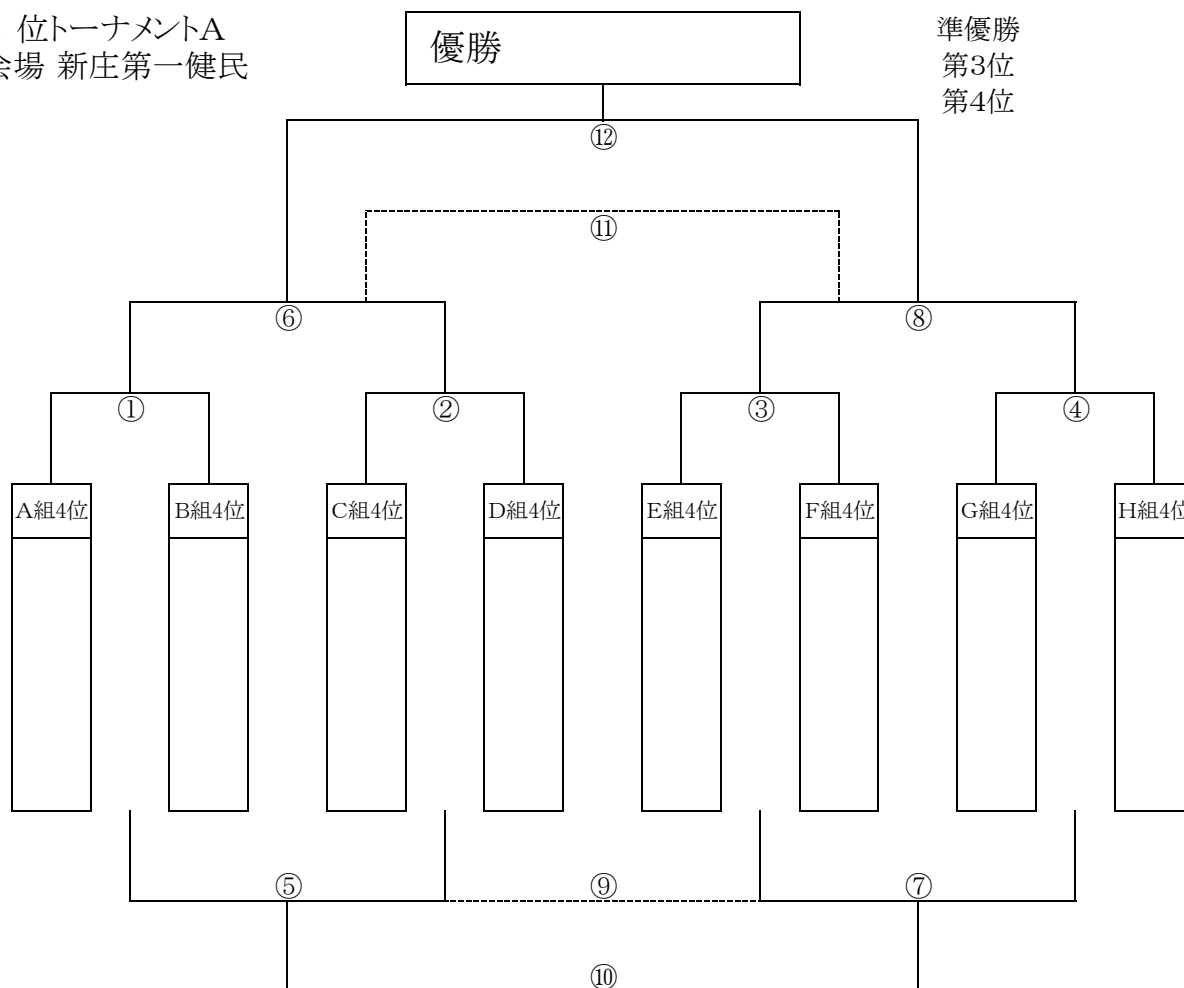 位トーナメントA
会場 新庄第一健民
優勝
準優勝
第3位
第4位
⑫
⑪
⑥ ⑧
① ② ③ ④
A組4位 B組4位 C組4位 D組4位 E組4位 F組4位 G組4位 H組4位
⑤ ⑨ ⑦
⑩